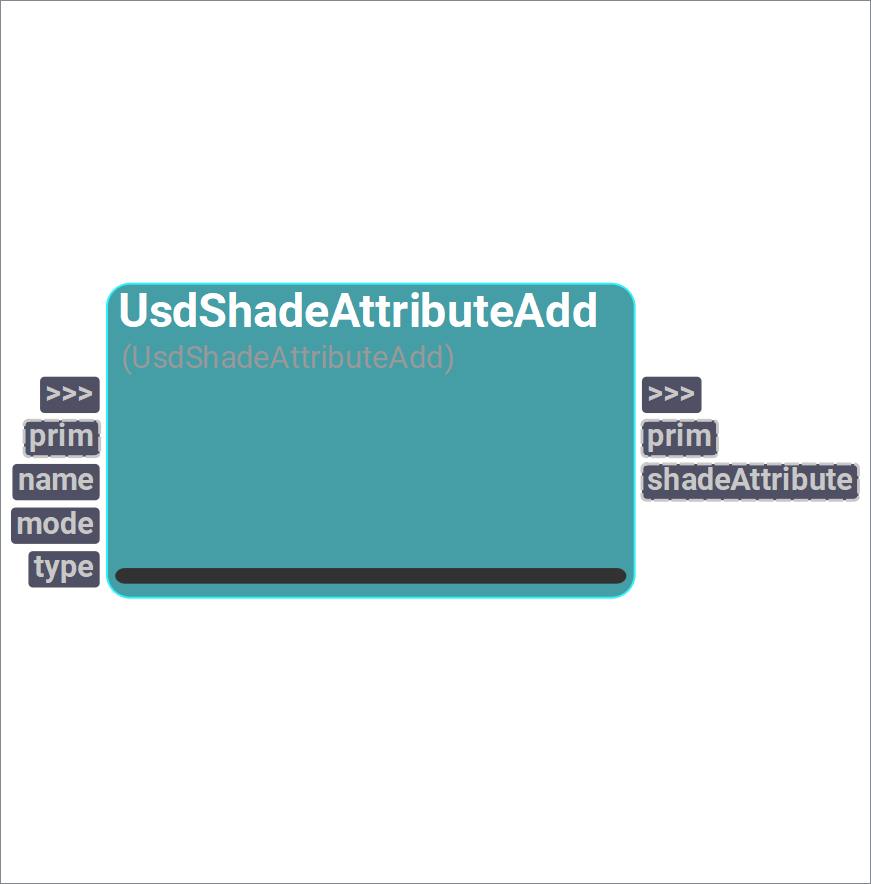 UsdShadeAttributeAdd
(UsdShadeAttributeAdd)
>>> >>>
prim prim
name shadeAttribute
mode
type